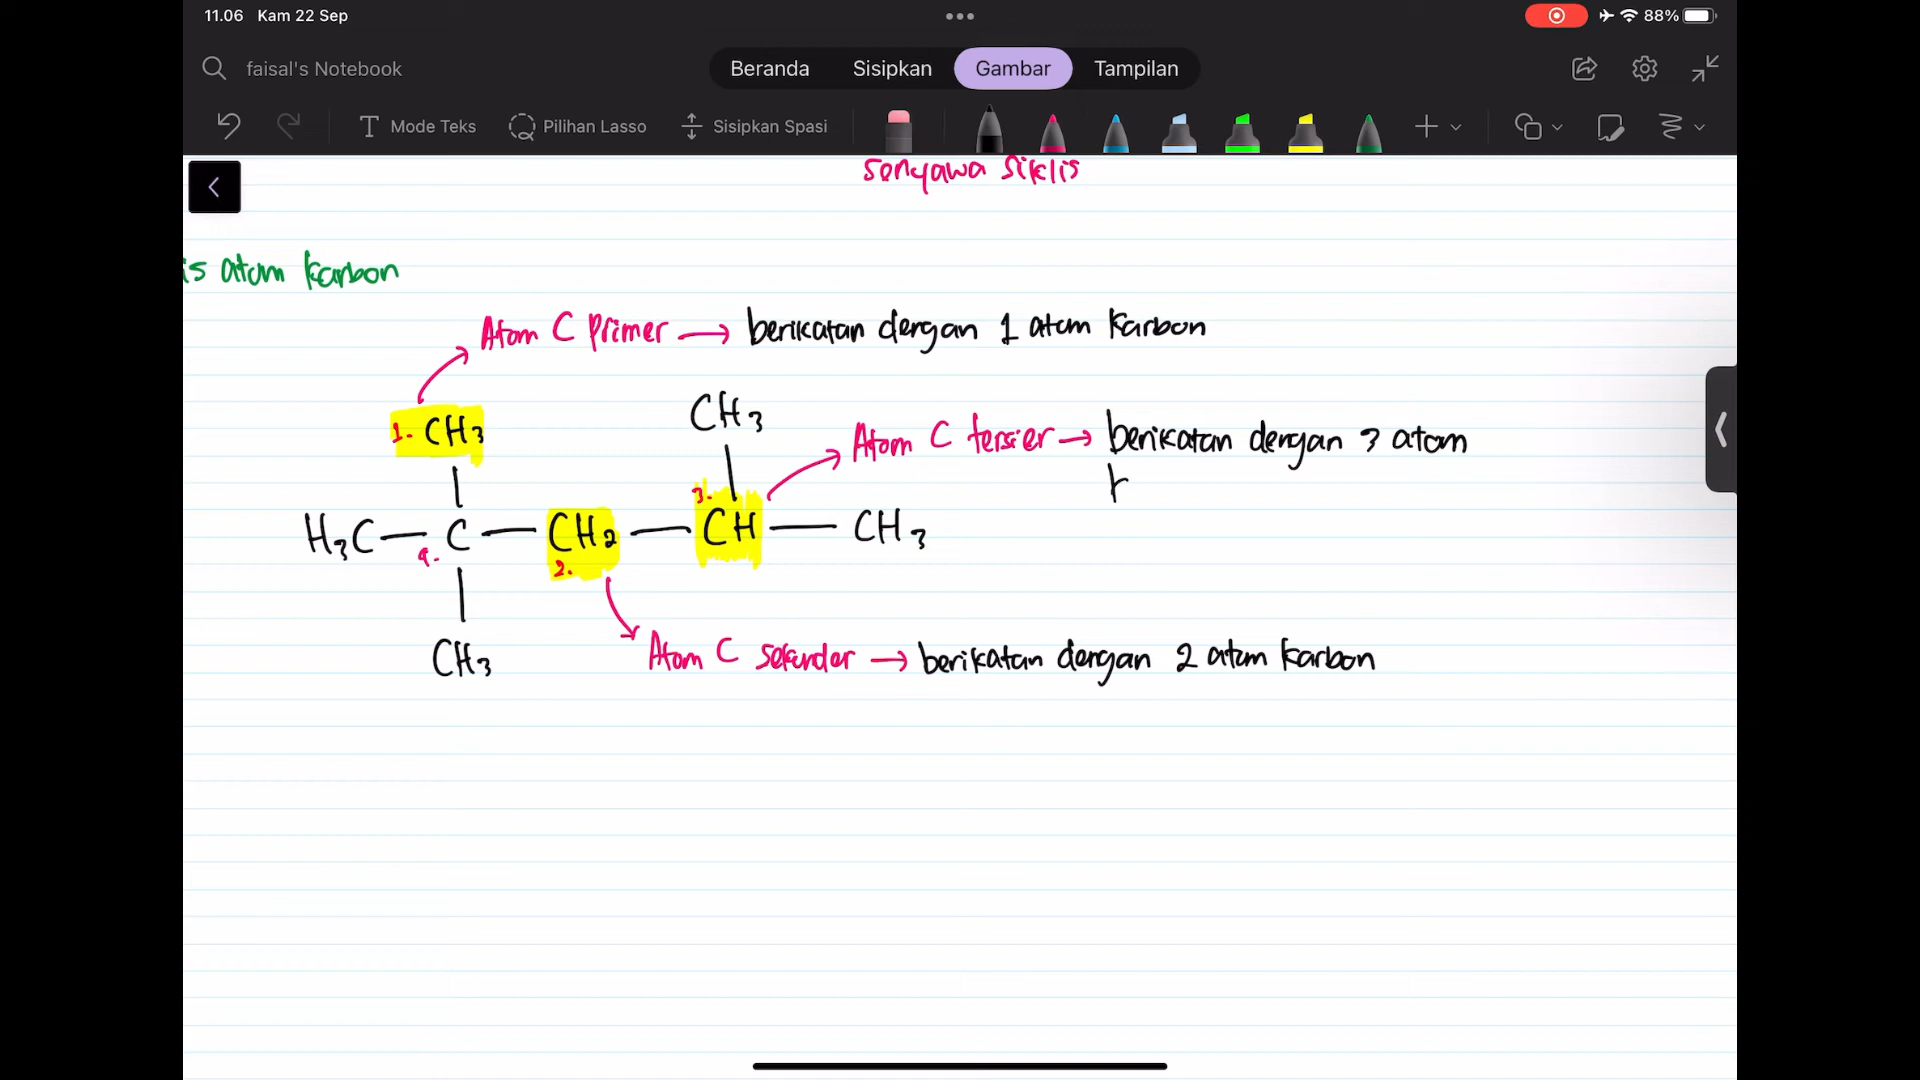 11.06 Kam 22 Sep
88%
faisal's Notebook
Beranda Sisipkan Gambar Tampilan
Mode Teks Pilihan Lasso Sisipkan Spasi
senyawa siklis
is atom karbon
Atom C primer → berikatan dengan 1 atom karbon
1. CH3
CH3
Atom C tersier → berikatan dengan 3 atom
k
3.
H3C — C — CH2 — CH — CH3
4.
2.
CH3
Atom C sekunder → berikatan dengan 2 atom karbon